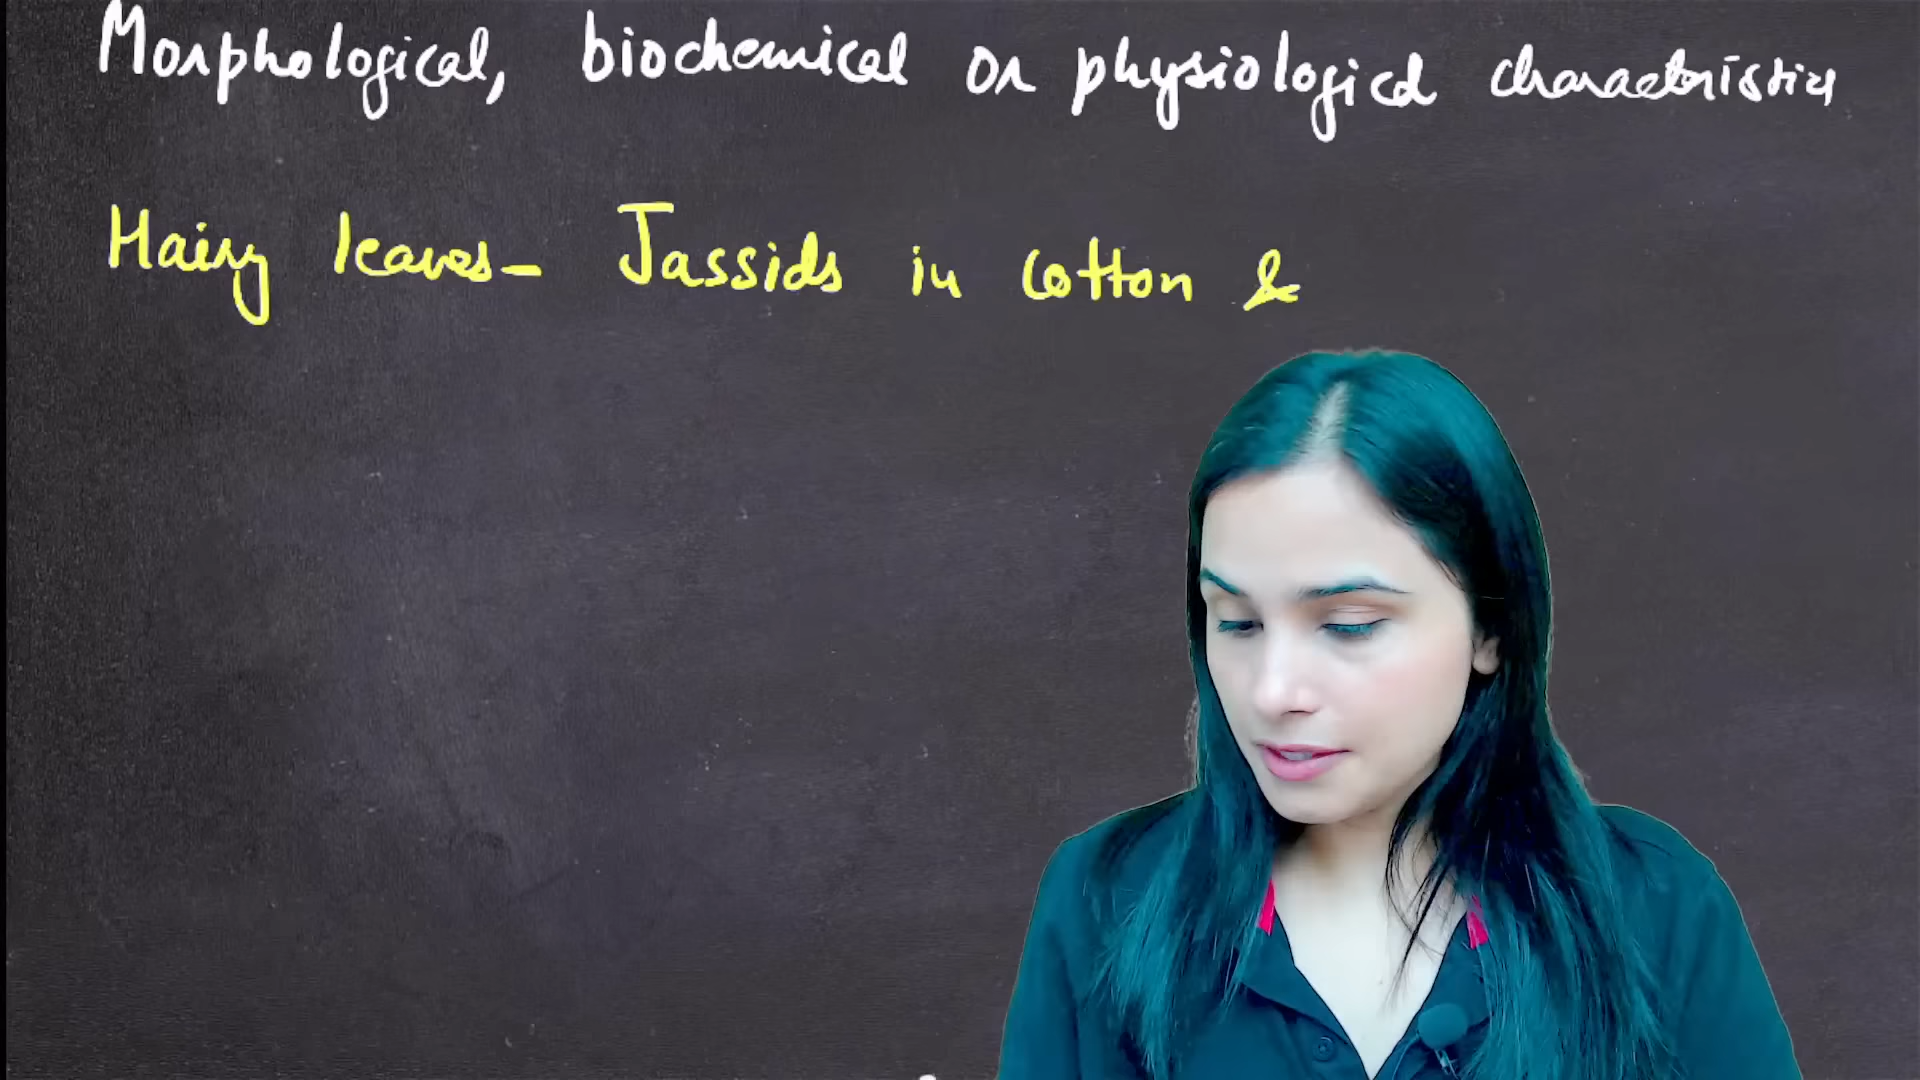 Morphological, biochemical or physiological characteristics
Hairy leaves - Jassids in cotton &